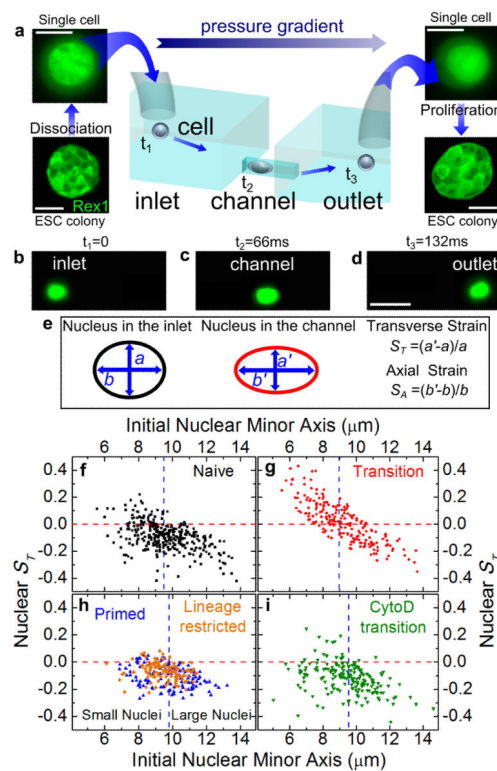 Single cell
a
pressure gradient
Single cell
Dissociation
t1
cell
t2
t3
Proliferation
Rex1
ESC colony
inlet
channel
outlet
ESC colony
t1=0
t2=66ms
t3=132ms
b
inlet
c
channel
d
outlet
e
Nucleus in the inlet
Nucleus in the channel
Transverse Strain
a
b
a'
b'
ST =(a'-a)/a
Axial Strain
SA =(b'-b)/b
Initial Nuclear Minor Axis (μm)
6 8 10 12 14
6 8 10 12 14
f
Naive
g
Transition
0.4
0.2
0.0
-0.2
-0.4
0.4
0.2
0.0
-0.2
-0.4
Nuclear ST
Nuclear ST
h
Primed
Lineage
restricted
i
CytoD
transition
0.4
0.2
0.0
-0.2
-0.4
0.4
0.2
0.0
-0.2
-0.4
Small Nuclei
Large Nuclei
6 8 10 12 14
6 8 10 12 14
Initial Nuclear Minor Axis (μm)